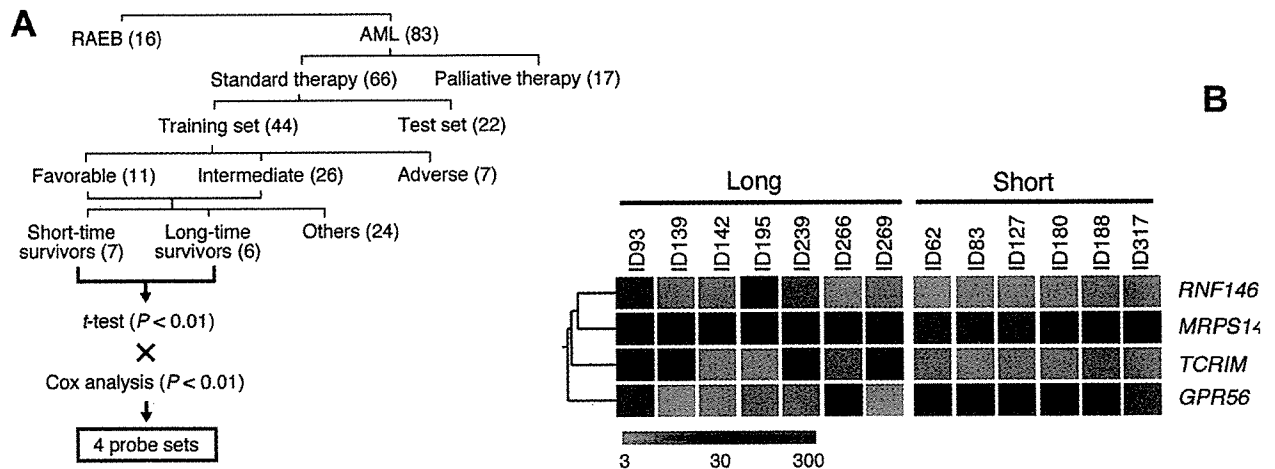 A
RAEB (16)
AML (83)
Standard therapy (66)
Palliative therapy (17)
Training set (44)
Test set (22)
Favorable (11)
Intermediate (26)
Adverse (7)
Short-time
survivors (7)
Long-time
survivors (6)
Others (24)
t-test (P < 0.01)
×
Cox analysis (P < 0.01)
4 probe sets
B
Long
Short
ID93
ID139
ID142
ID195
ID239
ID266
ID269
ID62
ID83
ID127
ID180
ID188
ID317
RNF146
MRPS14
TCRIM
GPR56
3
30
300